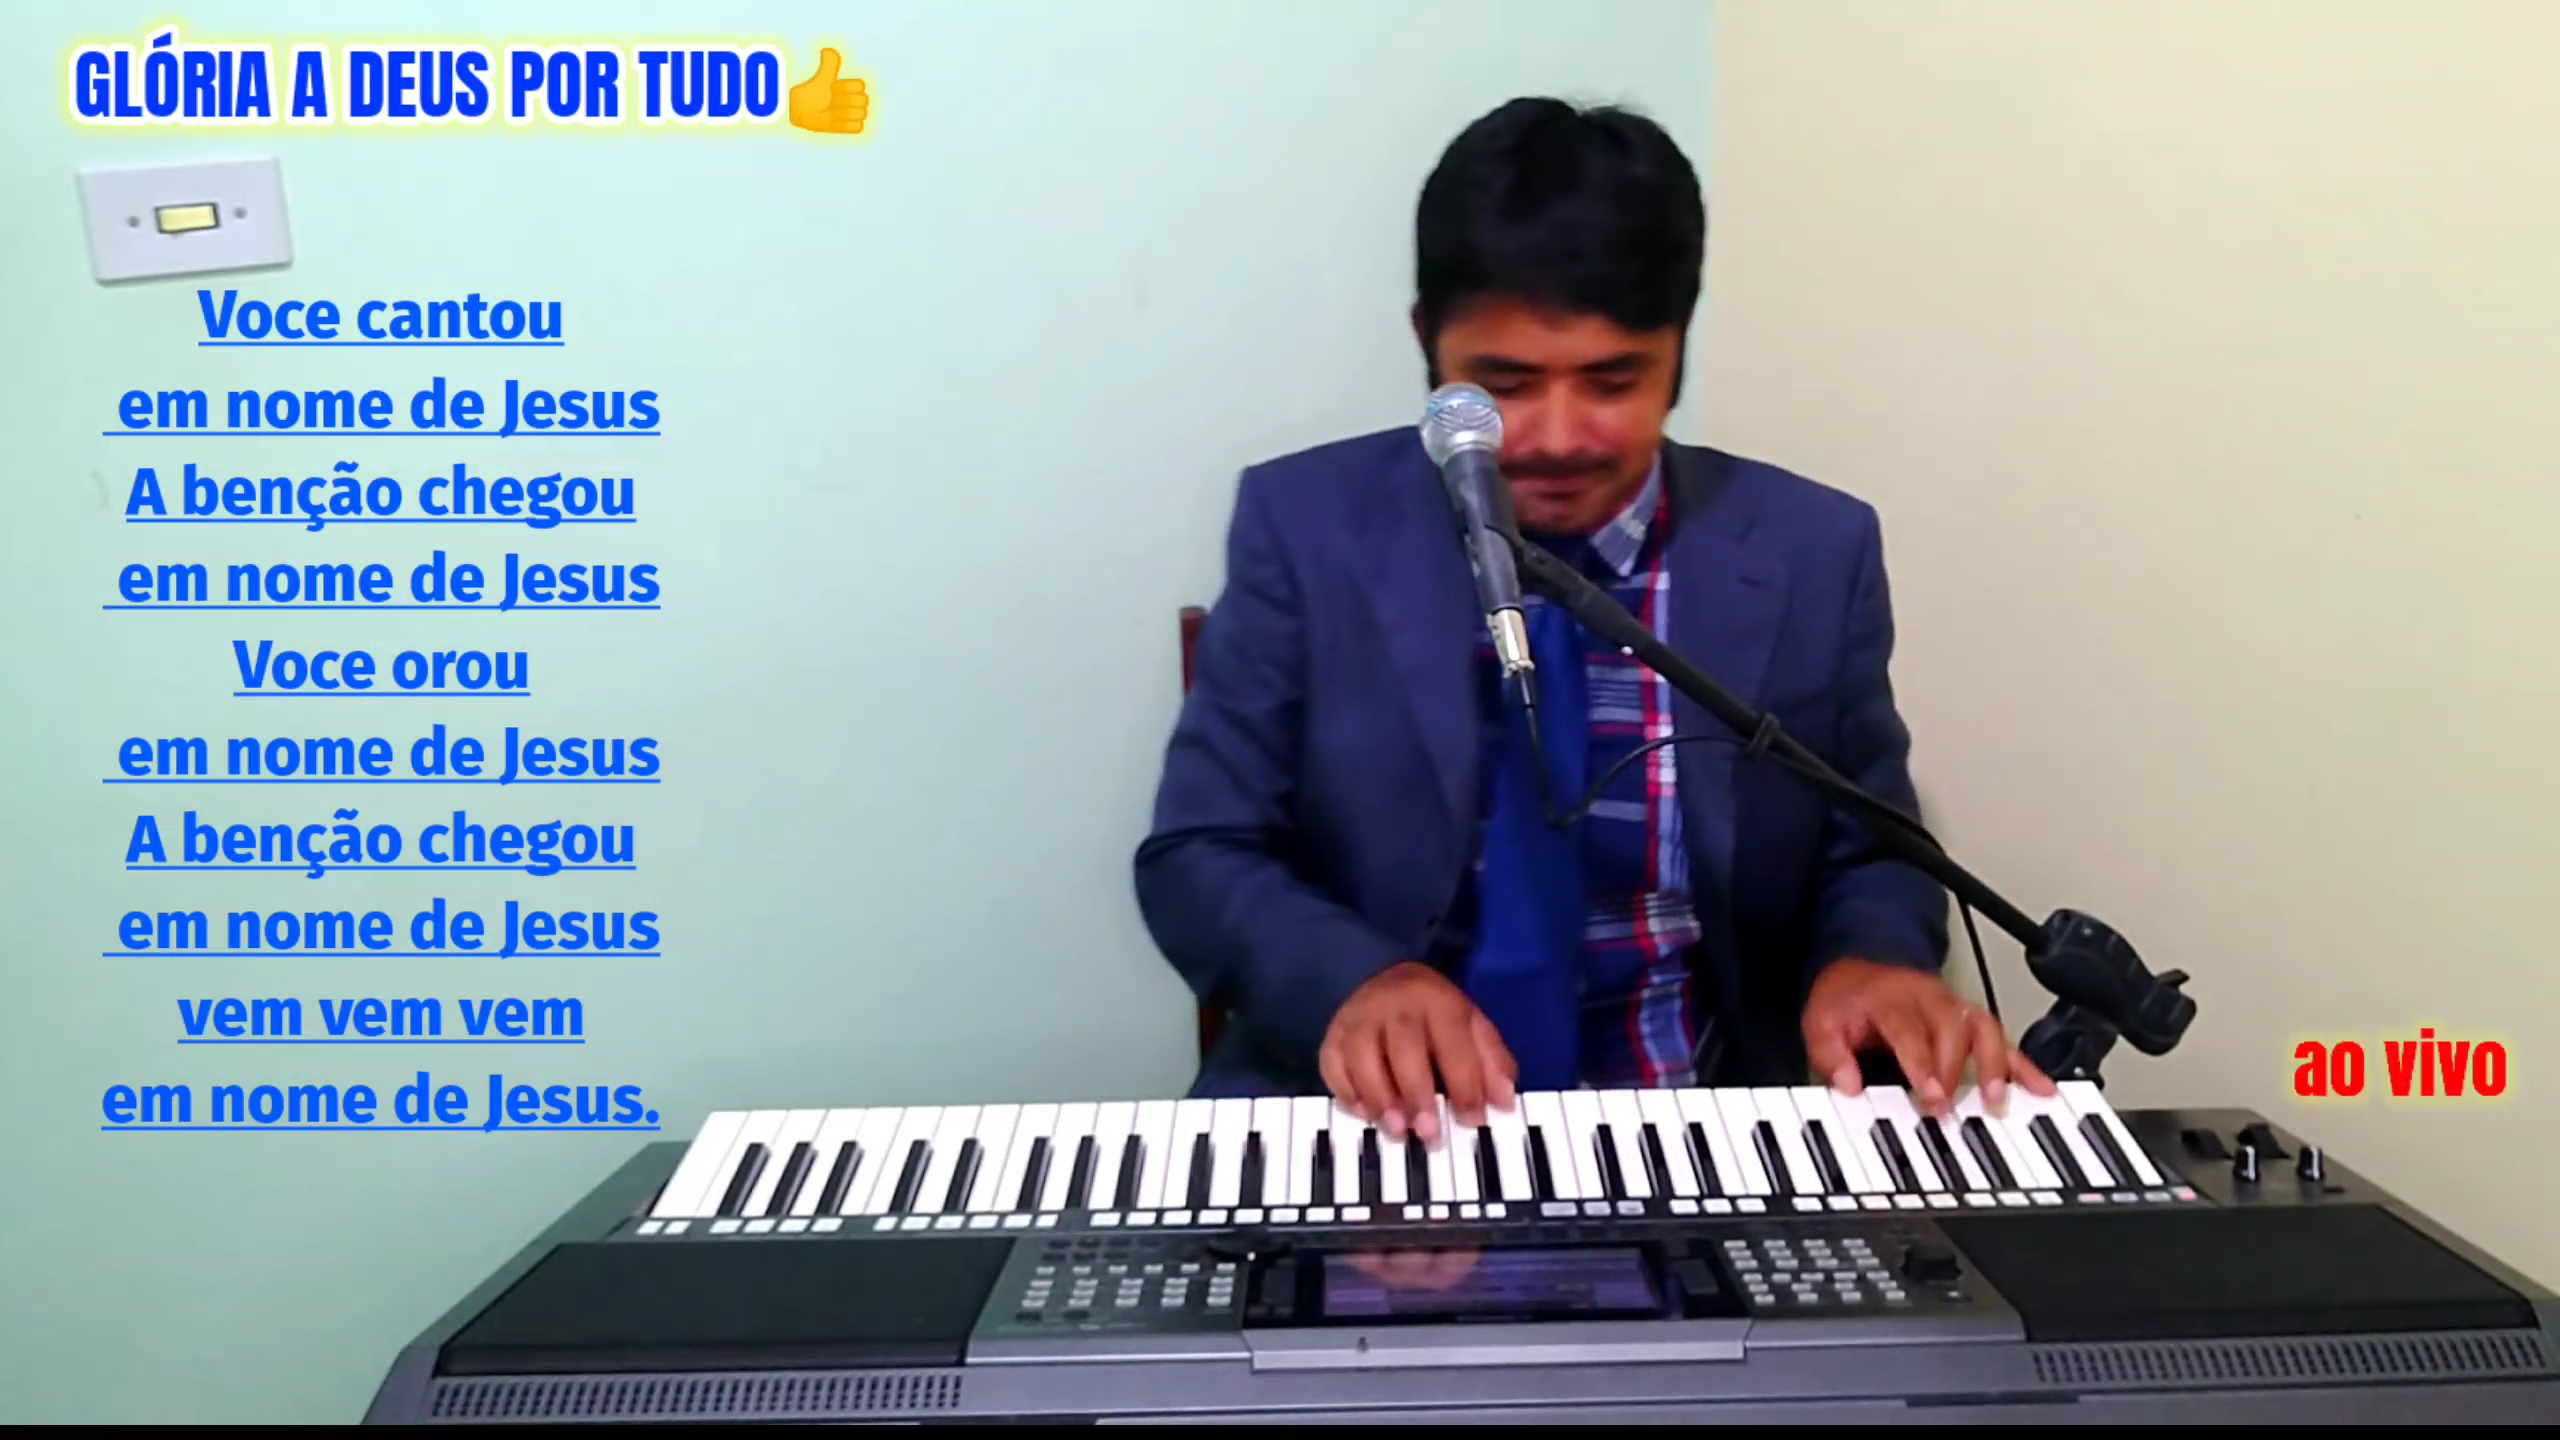 GLÓRIA A DEUS POR TUDO👍
Voce cantou
em nome de Jesus
A benção chegou
em nome de Jesus
Voce orou
em nome de Jesus
A benção chegou
em nome de Jesus
vem vem vem
em nome de Jesus.
ao vivo